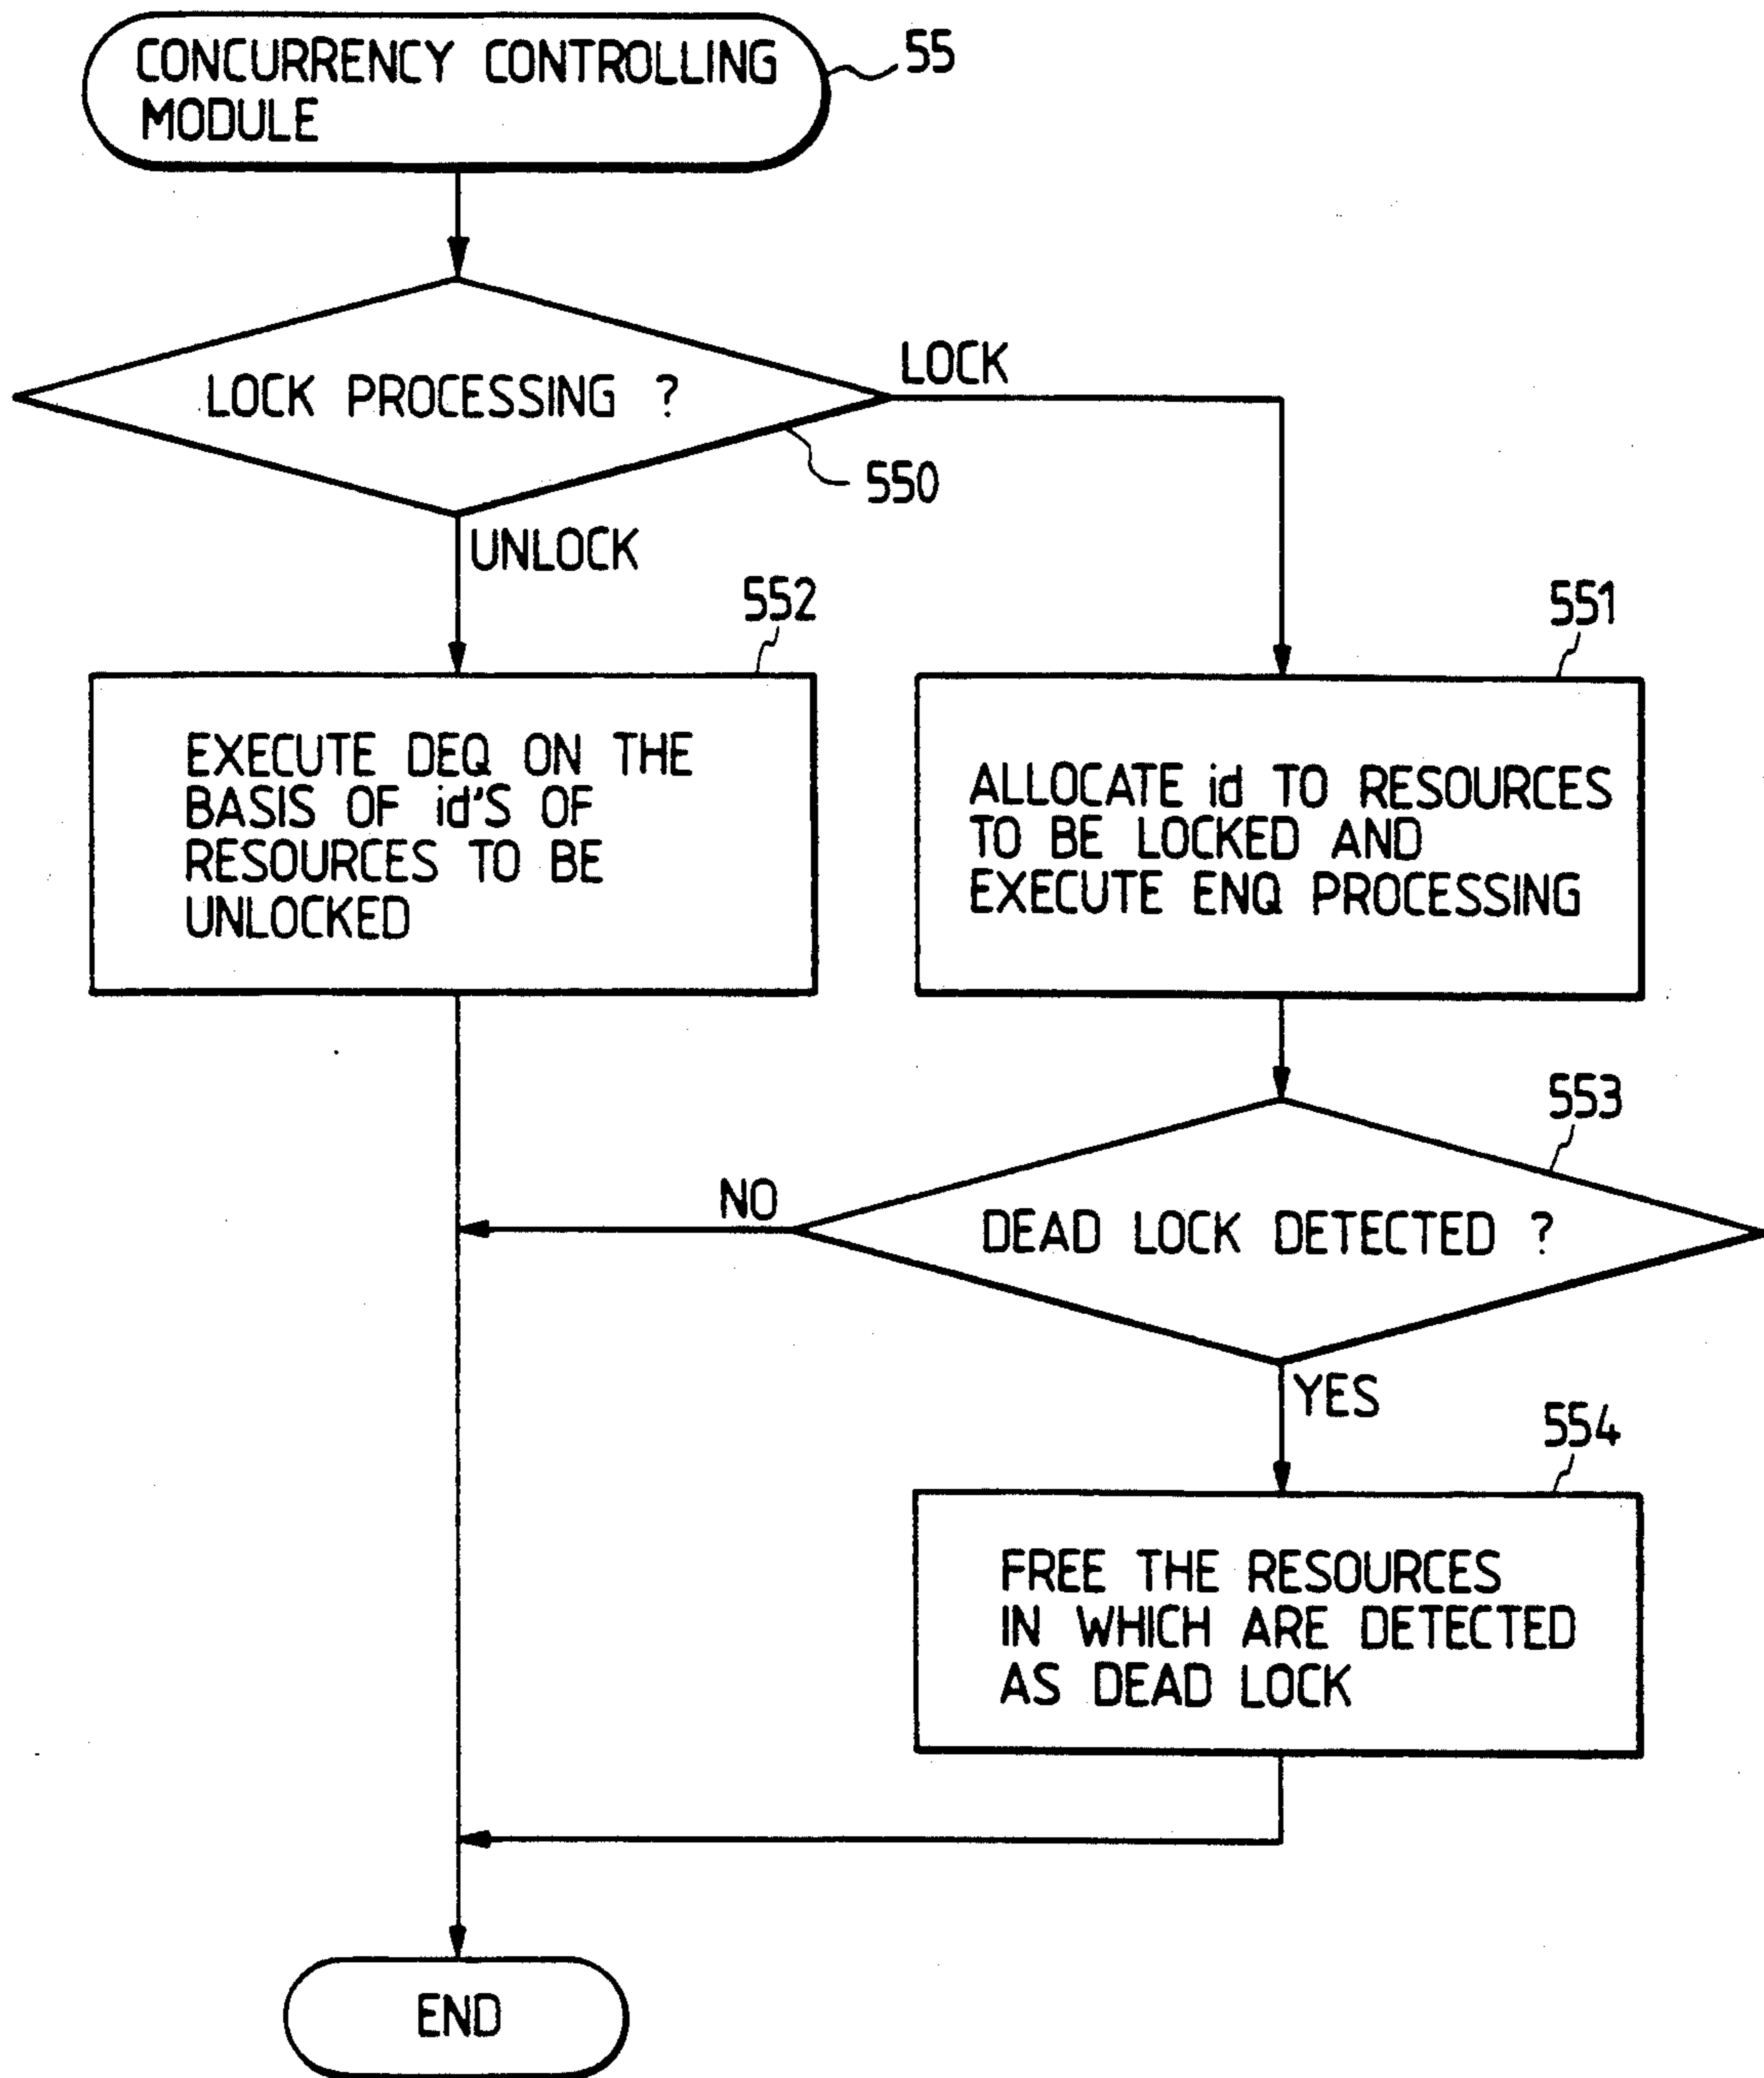 CONCURRENCY CONTROLLING
MODULE
55
LOCK PROCESSING ?
LOCK
550
UNLOCK
552
551
EXECUTE DEQ ON THE
BASIS OF id'S OF
RESOURCES TO BE
UNLOCKED
ALLOCATE id TO RESOURCES
TO BE LOCKED AND
EXECUTE ENQ PROCESSING
553
NO
DEAD LOCK DETECTED ?
YES
554
FREE THE RESOURCES
IN WHICH ARE DETECTED
AS DEAD LOCK
END